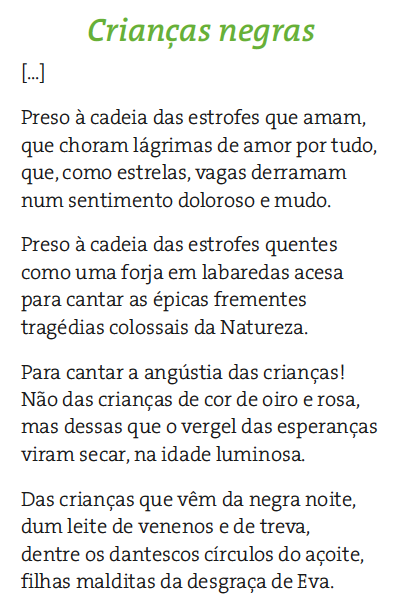 Crianças negras
[...]
Preso à cadeia das estrofes que amam,
que choram lágrimas de amor por tudo,
que, como estrelas, vagas derramam
num sentimento doloroso e mudo.
Preso à cadeia das estrofes quentes
como uma forja em labaredas acesa
para cantar as épicas frementes
tragédias colossais da Natureza.
Para cantar a angústia das crianças!
Não das crianças de cor de oiro e rosa,
mas dessas que o vergel das esperanças
viram secar, na idade luminosa.
Das crianças que vêm da negra noite,
dum leite de venenos e de treva,
dentre os dantescos círculos do açoite,
filhas malditas da desgraça de Eva.